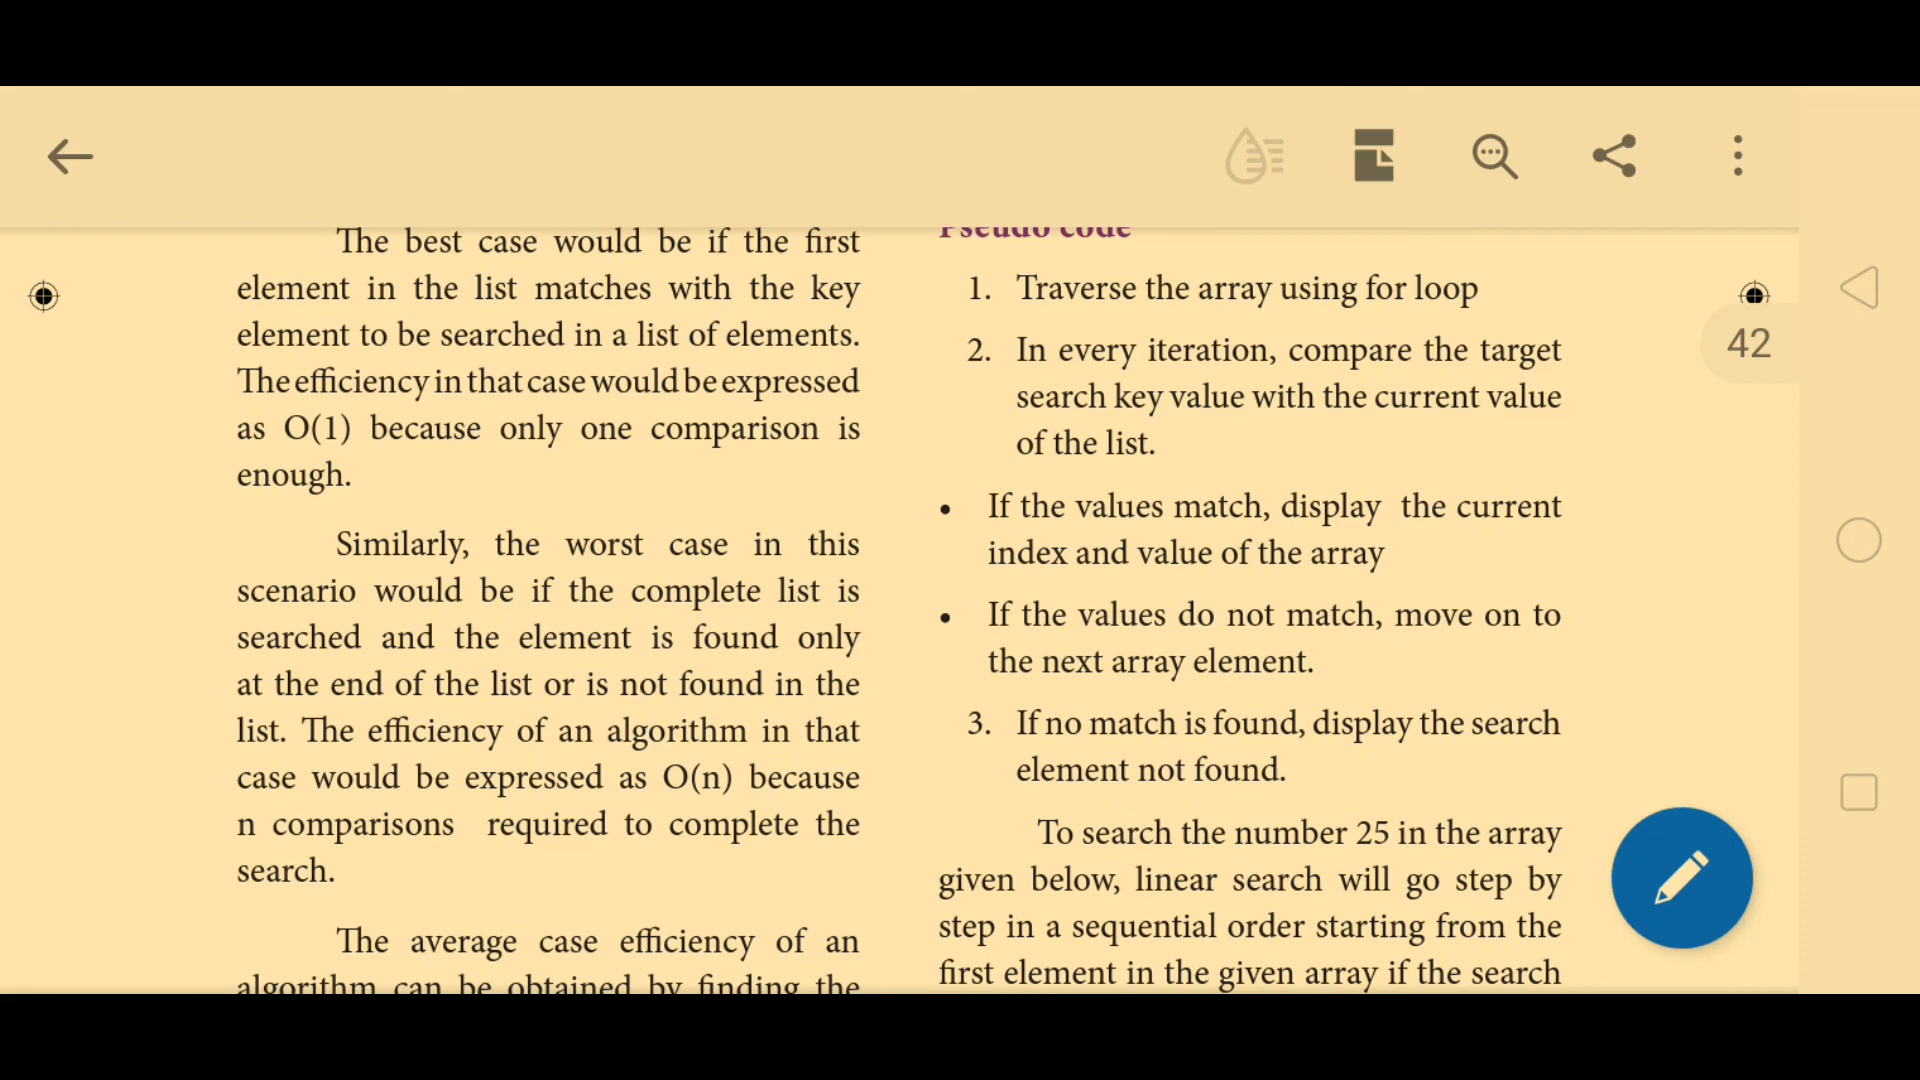 The best case would be if the first
element in the list matches with the key
element to be searched in a list of elements.
The efficiency in that case would be expressed
as O(1) because only one comparison is
enough.
Similarly, the worst case in this
scenario would be if the complete list is
searched and the element is found only
at the end of the list or is not found in the
list. The efficiency of an algorithm in that
case would be expressed as O(n) because
n comparisons required to complete the
search.
The average case efficiency of an
algorithm can be obtained by finding the
Pseudo code
1. Traverse the array using for loop
2. In every iteration, compare the target
search key value with the current value
of the list.
• If the values match, display the current
index and value of the array
• If the values do not match, move on to
the next array element.
3. If no match is found, display the search
element not found.
To search the number 25 in the array
given below, linear search will go step by
step in a sequential order starting from the
first element in the given array if the search
42